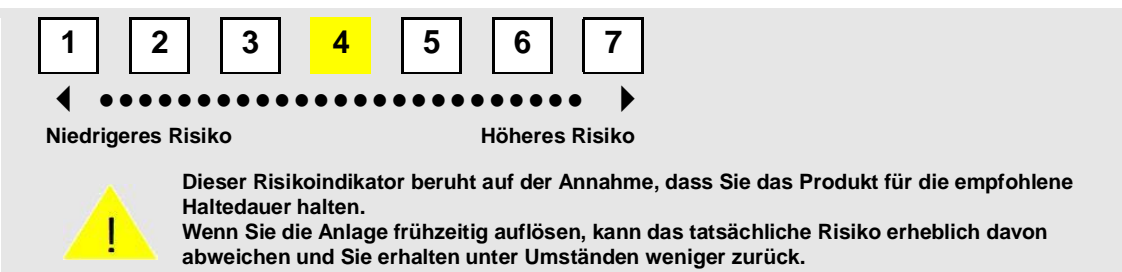 1 2 3 4 5 6 7
Niedrigeres Risiko Höheres Risiko
Dieser Risikoindikator beruht auf der Annahme, dass Sie das Produkt für die empfohlene
Haltedauer halten.
Wenn Sie die Anlage frühzeitig auflösen, kann das tatsächliche Risiko erheblich davon
abweichen und Sie erhalten unter Umständen weniger zurück.
!